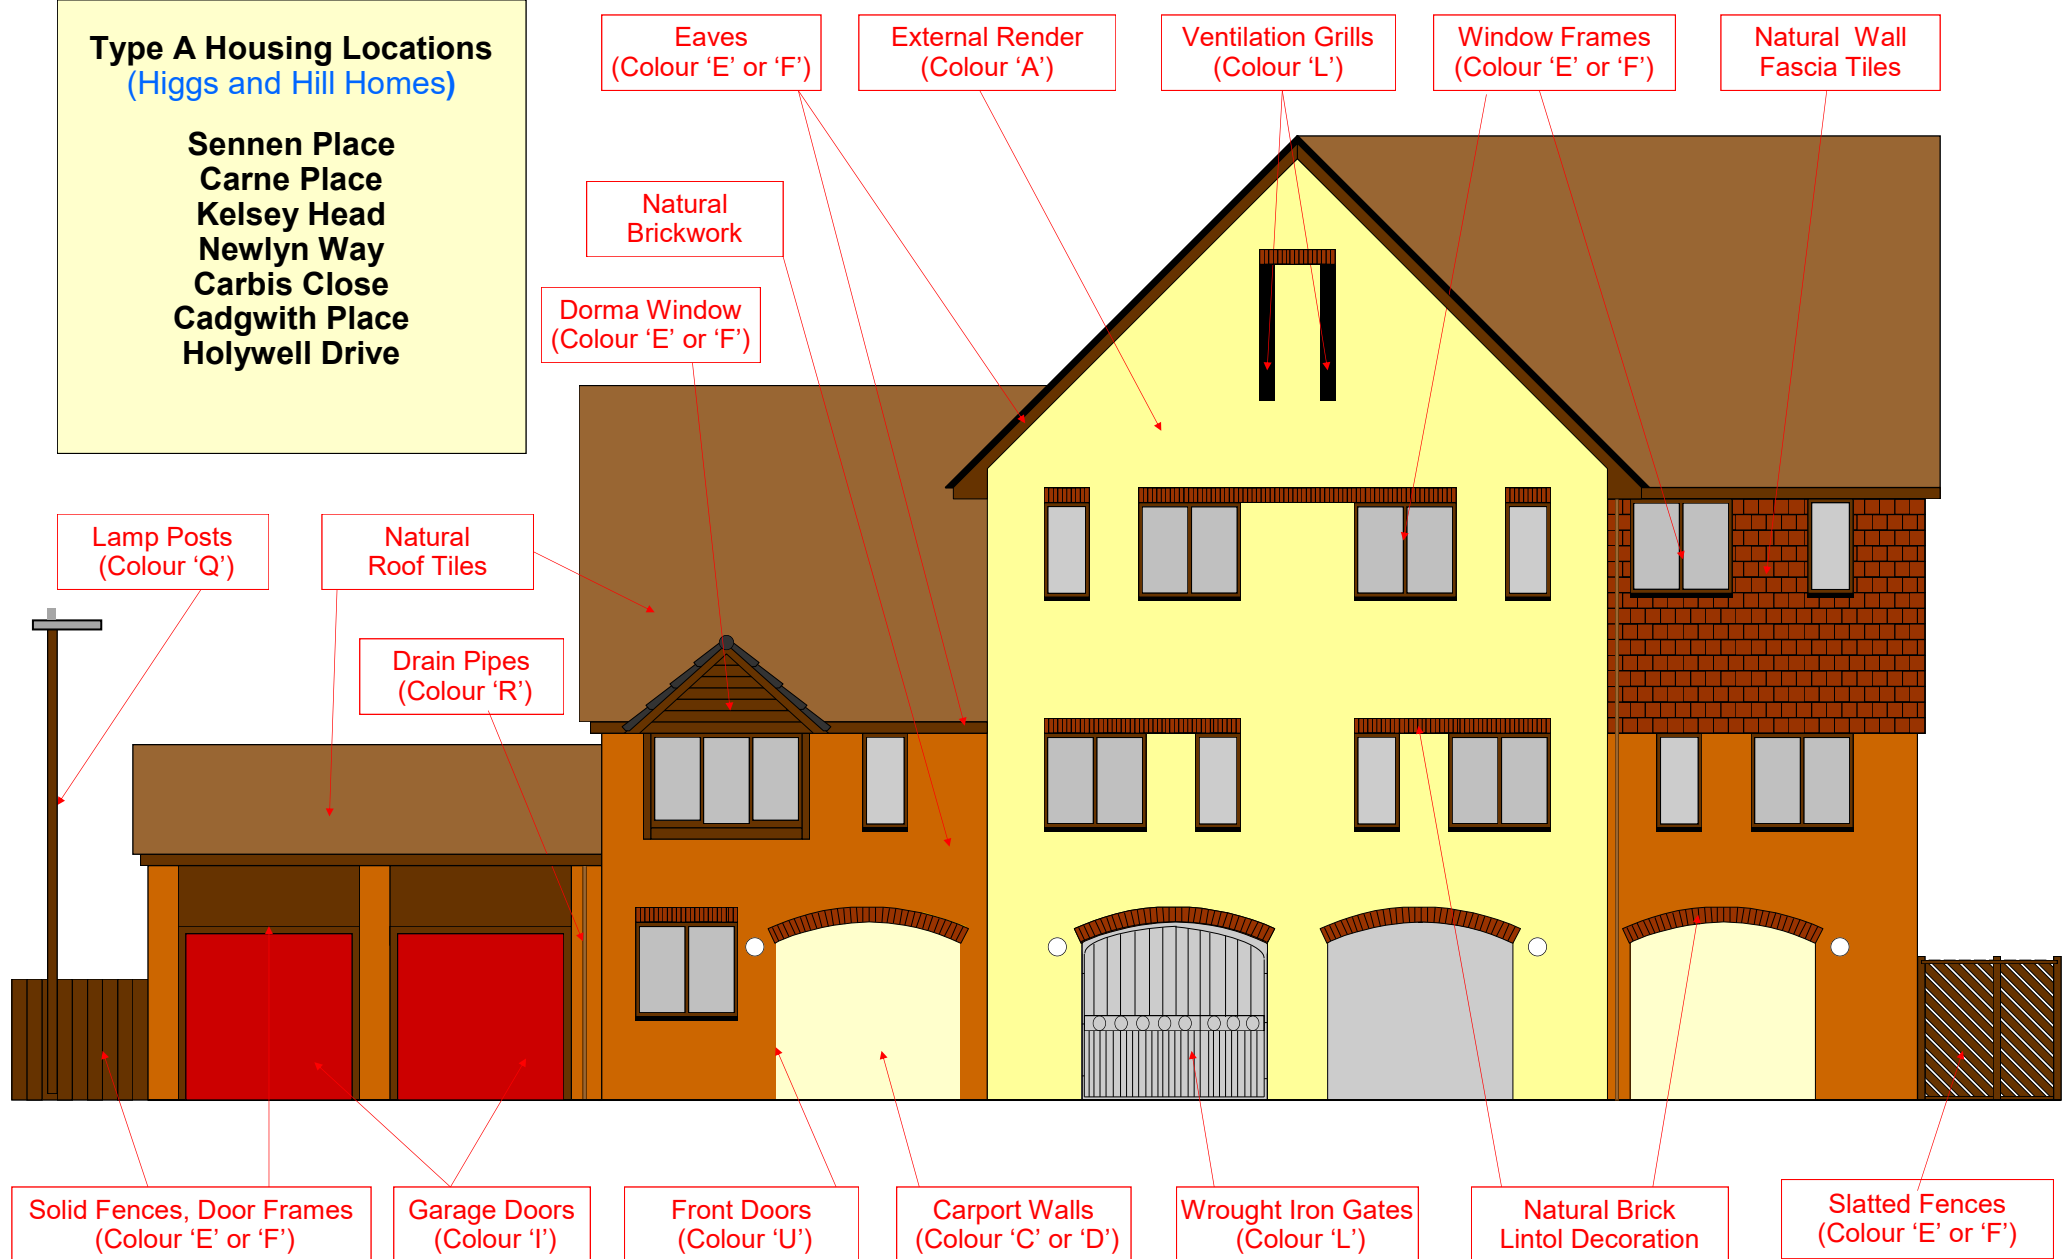 Type A Housing Locations
(Higgs and Hill Homes)
Sennen Place
Carne Place
Kelsey Head
Newlyn Way
Carbis Close
Cadgwith Place
Holywell Drive
Eaves
(Colour ‘E’ or ‘F’)
External Render
(Colour ‘A’)
Ventilation Grills
(Colour ‘L’)
Window Frames
(Colour ‘E’ or ‘F’)
Natural Wall
Fascia Tiles
Natural
Brickwork
Dorma Window
(Colour ‘E’ or ‘F’)
Lamp Posts
(Colour ‘Q’)
Natural
Roof Tiles
Drain Pipes
(Colour ‘R’)
Solid Fences, Door Frames
(Colour ‘E’ or ‘F’)
Garage Doors
(Colour ‘I’)
Front Doors
(Colour ‘U’)
Carport Walls
(Colour ‘C’ or ‘D’)
Wrought Iron Gates
(Colour ‘L’)
Natural Brick
Lintol Decoration
Slatted Fences
(Colour ‘E’ or ‘F’)